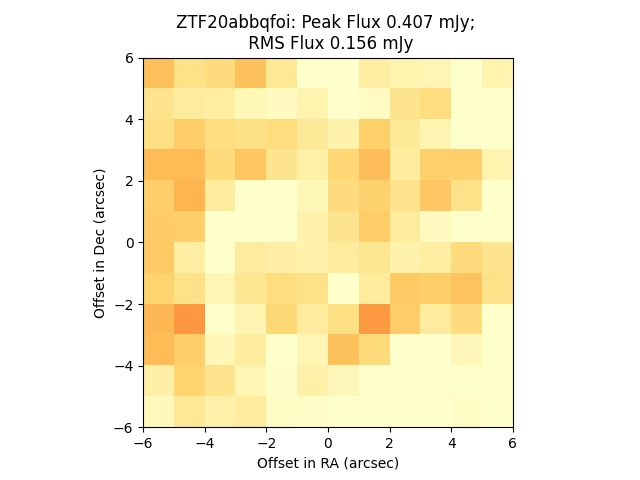 ZTF20abbqfoi: Peak Flux 0.407 mJy;
RMS Flux 0.156 mJy
6
4
2
0
−2
−4
−6
Offset in Dec (arcsec)
−6 −4 −2 0 2 4 6
Offset in RA (arcsec)